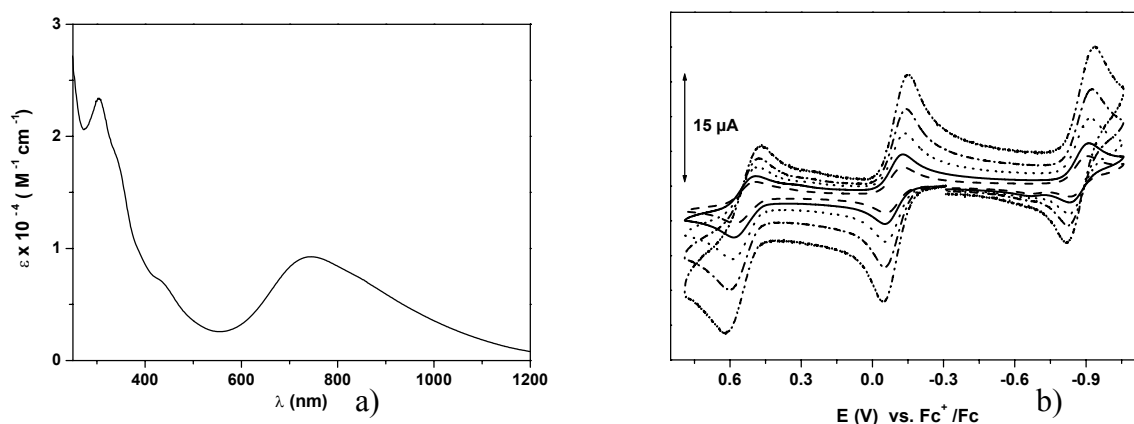 3
2
1
0
ε x 10⁻⁴ ( M⁻¹ cm⁻¹ )
400 600 800 1000 1200
λ (nm)
a)
15 µA
0.6 0.3 0.0 -0.3 -0.6 -0.9
E (V) vs. Fc⁺ /Fc
b)